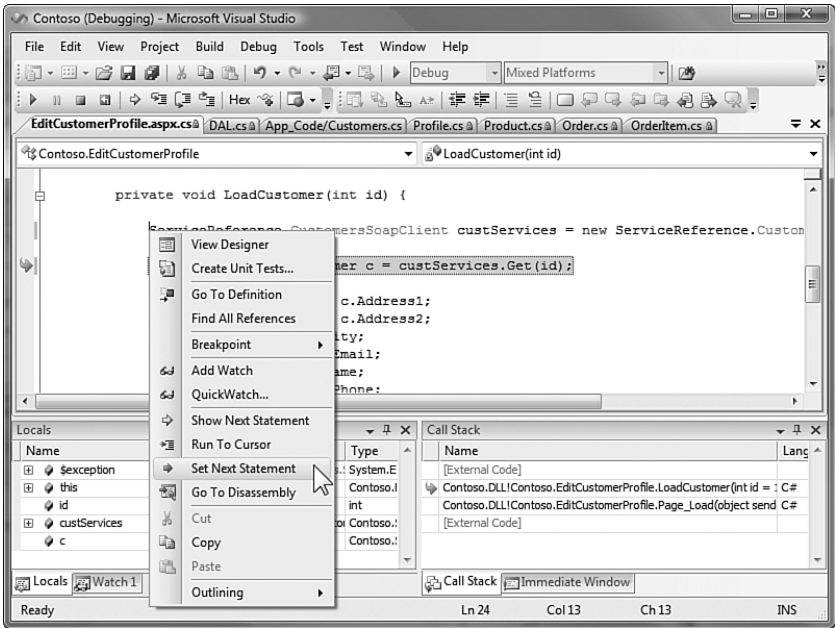 Contoso (Debugging) - Microsoft Visual Studio
File Edit View Project Build Debug Tools Test Window Help
Debug Mixed Platforms
Hex
EditCustomerProfile.aspx.cs DAL.cs App_Code/Customers.cs Profile.cs Product.cs Order.cs OrderItem.cs
Contoso.EditCustomerProfile LoadCustomer(int id)
private void LoadCustomer(int id) {
CustomersSoapClient custServices = new ServiceReference.Custom
View Designer
Create Unit Tests...
mer c = custServices.Get(id);
Go To Definition
c.Address1;
Find All References
c.Address2;
ity;
Breakpoint
Email;
Add Watch
ame;
QuickWatch...
Phone;
Show Next Statement
Run To Cursor
Set Next Statement
Go To Disassembly
Cut
Copy
Paste
Outlining
Locals
Name Type
$exception System.E
this Contoso.
id int
custServices Contoso.
c Contoso.
Locals Watch 1
Call Stack
Name Lang
[External Code]
Contoso.DLL!Contoso.EditCustomerProfile.LoadCustomer(int id = C#
Contoso.DLL!Contoso.EditCustomerProfile.Page_Load(object send C#
[External Code]
Call Stack Immediate Window
Ready Ln 24 Col 13 Ch 13 INS